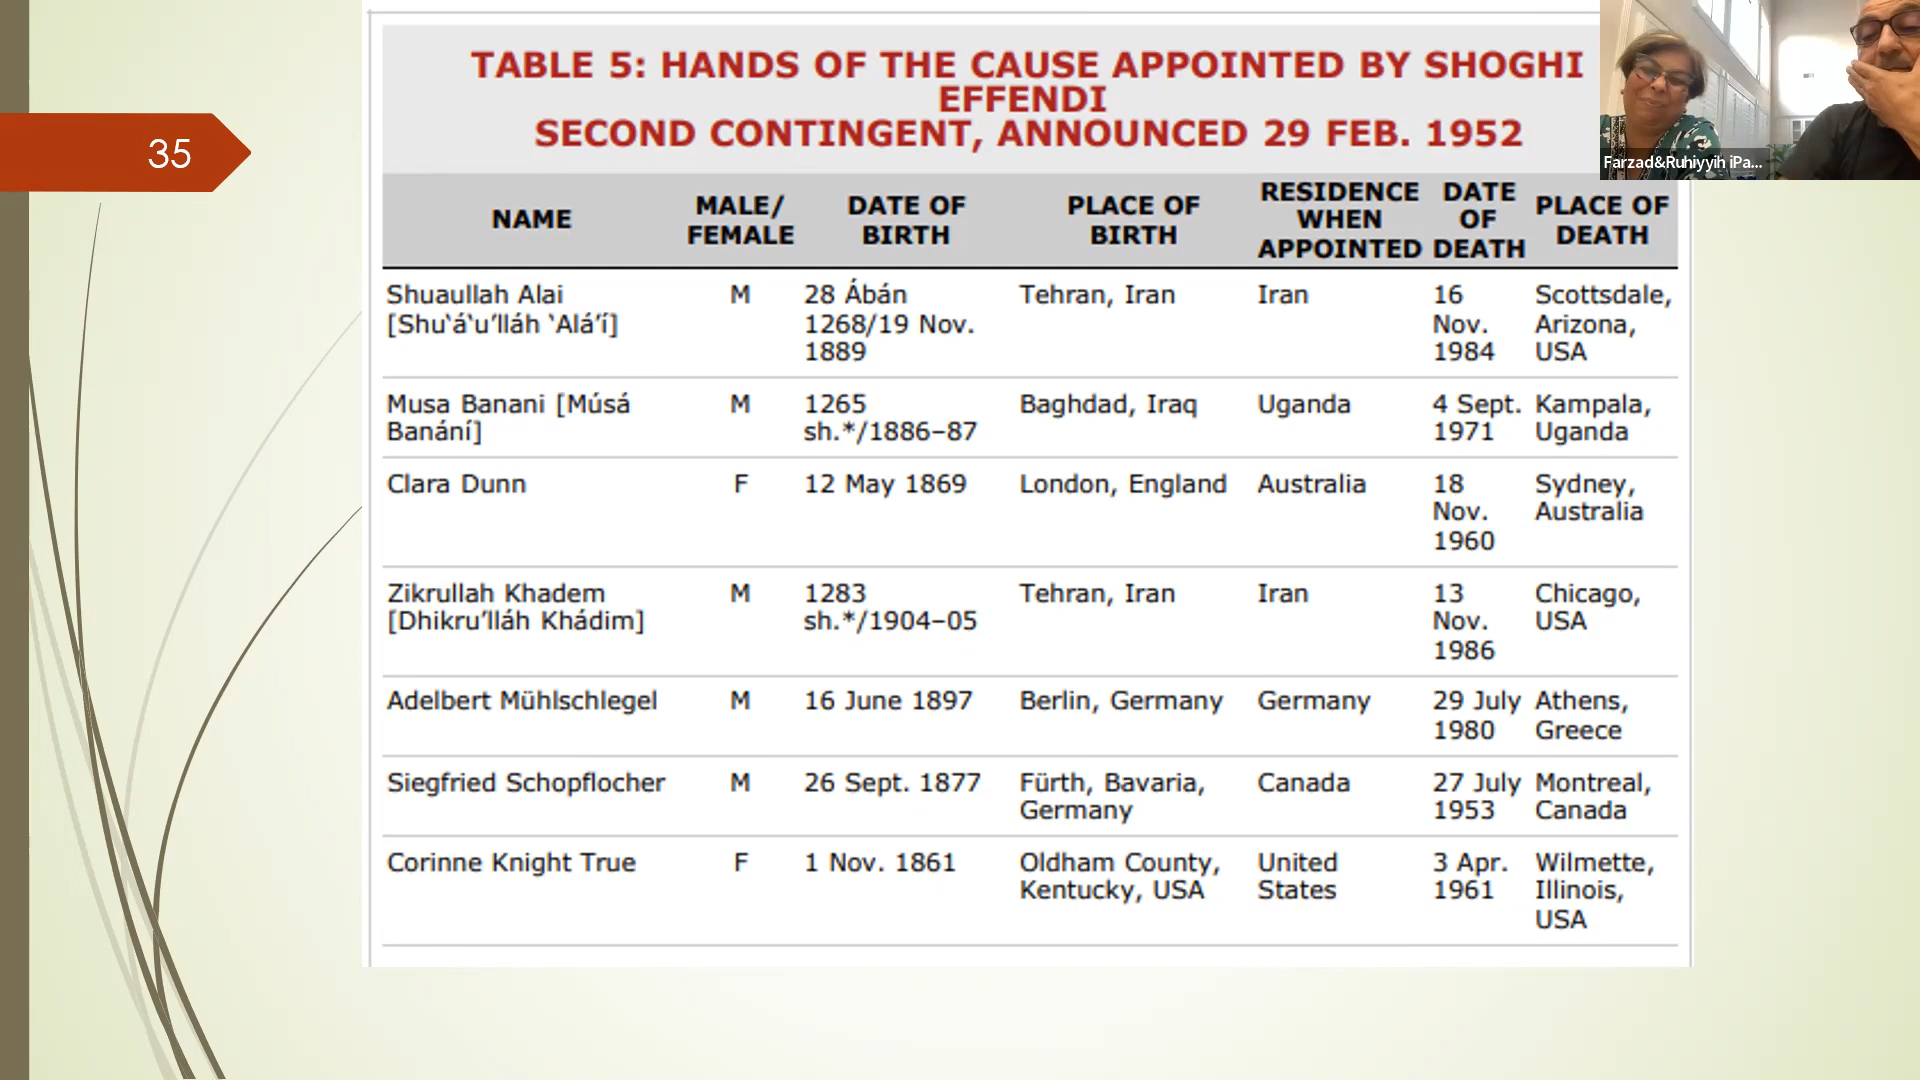 35
TABLE 5: HANDS OF THE CAUSE APPOINTED BY SHOGHI
EFFENDI
SECOND CONTINGENT, ANNOUNCED 29 FEB. 1952
Farzad&Ruhiyyih iPa...
NAME
MALE/
FEMALE
DATE OF
BIRTH
PLACE OF
BIRTH
RESIDENCE
WHEN
APPOINTED
DATE
OF
DEATH
PLACE OF
DEATH
Shuaullah Alai
[Shu‘á‘u’lláh ‘Alá’í]
M
28 Ábán
1268/19 Nov.
1889
Tehran, Iran
Iran
16
Nov.
1984
Scottsdale,
Arizona,
USA
Musa Banani [Músá
Banání]
M
1265
sh.*/1886–87
Baghdad, Iraq
Uganda
4 Sept.
1971
Kampala,
Uganda
Clara Dunn
F
12 May 1869
London, England
Australia
18
Nov.
1960
Sydney,
Australia
Zikrullah Khadem
[Dhikru’lláh Khádim]
M
1283
sh.*/1904–05
Tehran, Iran
Iran
13
Nov.
1986
Chicago,
USA
Adelbert Mühlschlegel
M
16 June 1897
Berlin, Germany
Germany
29 July
1980
Athens,
Greece
Siegfried Schopflocher
M
26 Sept. 1877
Fürth, Bavaria,
Germany
Canada
27 July
1953
Montreal,
Canada
Corinne Knight True
F
1 Nov. 1861
Oldham County,
Kentucky, USA
United
States
3 Apr.
1961
Wilmette,
Illinois,
USA